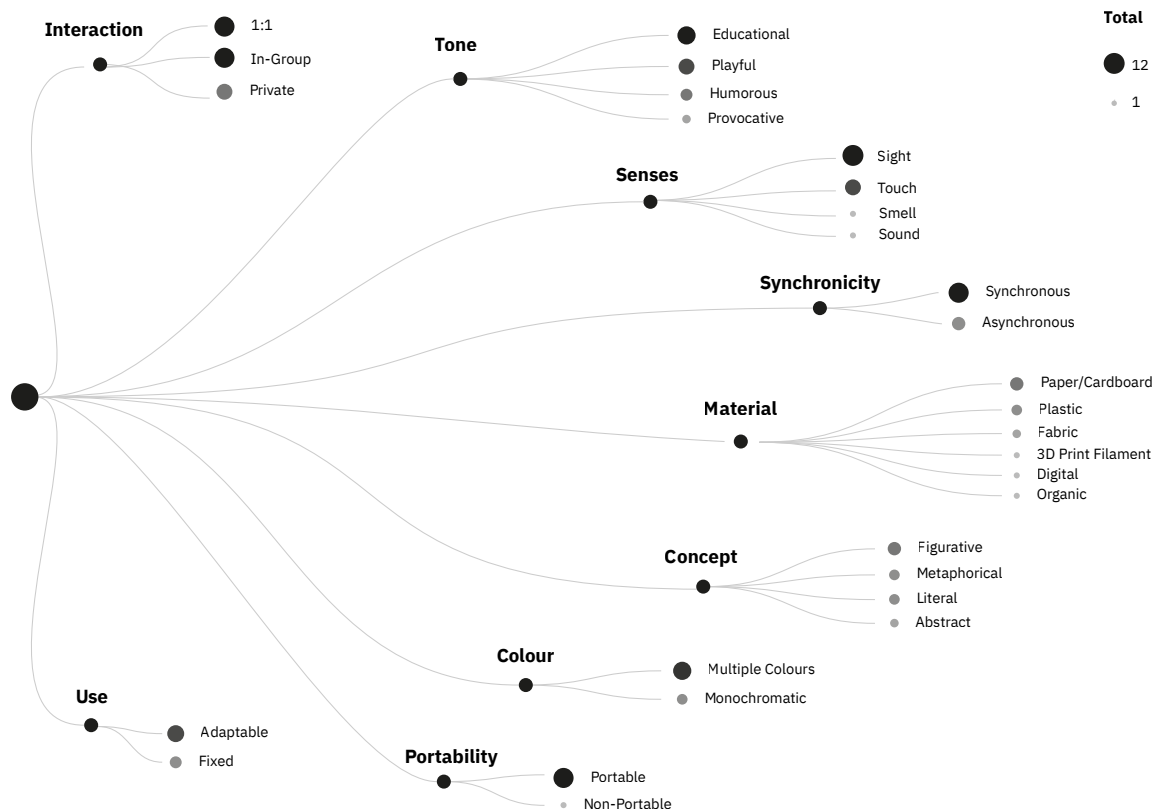 Interaction
1:1
In-Group
Private
Tone
Educational
Playful
Humorous
Provocative
Total
12
1
Senses
Sight
Touch
Smell
Sound
Synchronicity
Synchronous
Asynchronous
Material
Paper/Cardboard
Plastic
Fabric
3D Print Filament
Digital
Organic
Concept
Figurative
Metaphorical
Literal
Abstract
Colour
Multiple Colours
Monochromatic
Use
Adaptable
Fixed
Portability
Portable
Non-Portable